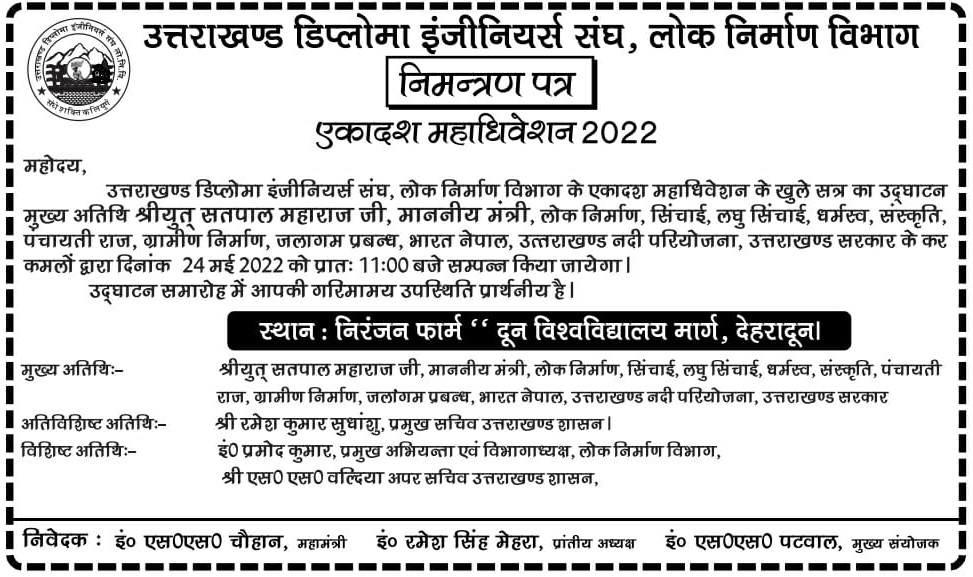 उत्तराखण्ड डिप्लोमा इंजीनियर्स संघ, लोक निर्माण विभाग
निमन्त्रण पत्र
एकादश महाधिवेशन 2022
महोदय,
उत्तराखण्ड डिप्लोमा इंजीनियर्स संघ, लोक निर्माण विभाग के एकादश महाधिवेशन के खुले सत्र का उद्घाटन
मुख्य अतिथि श्रीयुत् सतपाल महाराज जी, माननीय मंत्री, लोक निर्माण, सिंचाई, लघु सिंचाई, धर्मस्व, संस्कृति,
पंचायती राज, ग्रामीण निर्माण, जलागम प्रबन्ध, भारत नेपाल, उत्तराखण्ड नदी परियोजना, उत्तराखण्ड सरकार के कर
कमलों द्वारा दिनांक 24 मई 2022 को प्रातः 11:00 बजे सम्पन्न किया जायेगा।
उद्घाटन समारोह में आपकी गरिमामय उपस्थिति प्रार्थनीय है।
स्थान : निरंजन फार्म ‘‘ दून विश्वविद्यालय मार्ग, देहरादून।
मुख्य अतिथिः- श्रीयुत् सतपाल महाराज जी, माननीय मंत्री, लोक निर्माण, सिंचाई, लघु सिंचाई, धर्मस्व, संस्कृति, पंचायती
राज, ग्रामीण निर्माण, जलांगम प्रबन्ध, भारत नेपाल, उत्तराखण्ड नदी परियोजना, उत्तराखण्ड सरकार
अतिविशिष्ट अतिथिः- श्री रमेश कुमार सुधांशु, प्रमुख सचिव उत्तराखण्ड शासन।
विशिष्ट अतिथिः- इं0 प्रमोद कुमार, प्रमुख अभियन्ता एवं विभागाध्यक्ष, लोक निर्माण विभाग,
श्री एस0 एस0 वल्दिया अपर सचिव उत्तराखण्ड शासन,
निवेदक : इं० एस0एस0 चौहान, महामंत्री इं० रमेश सिंह मेहरा, प्रांतीय अध्यक्ष इं० एस0एस0 पटवाल, मुख्य संयोजक